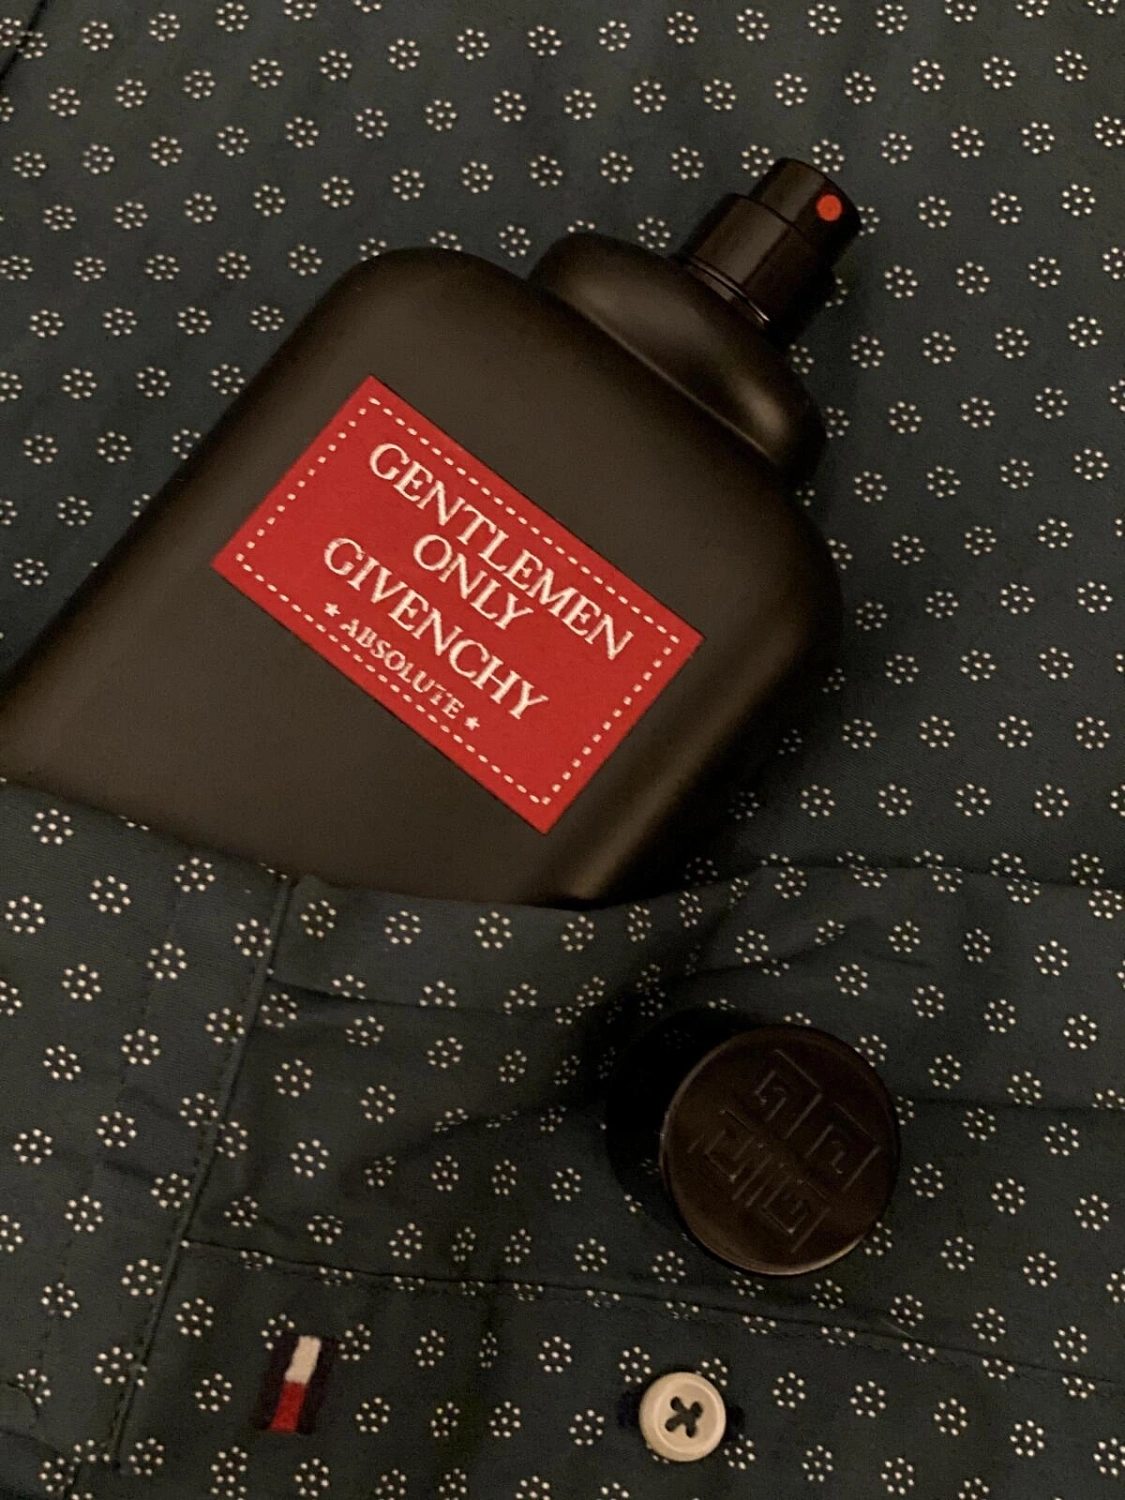 GENTLEMEN
ONLY
GIVENCHY
★ ABSOLUTE ★